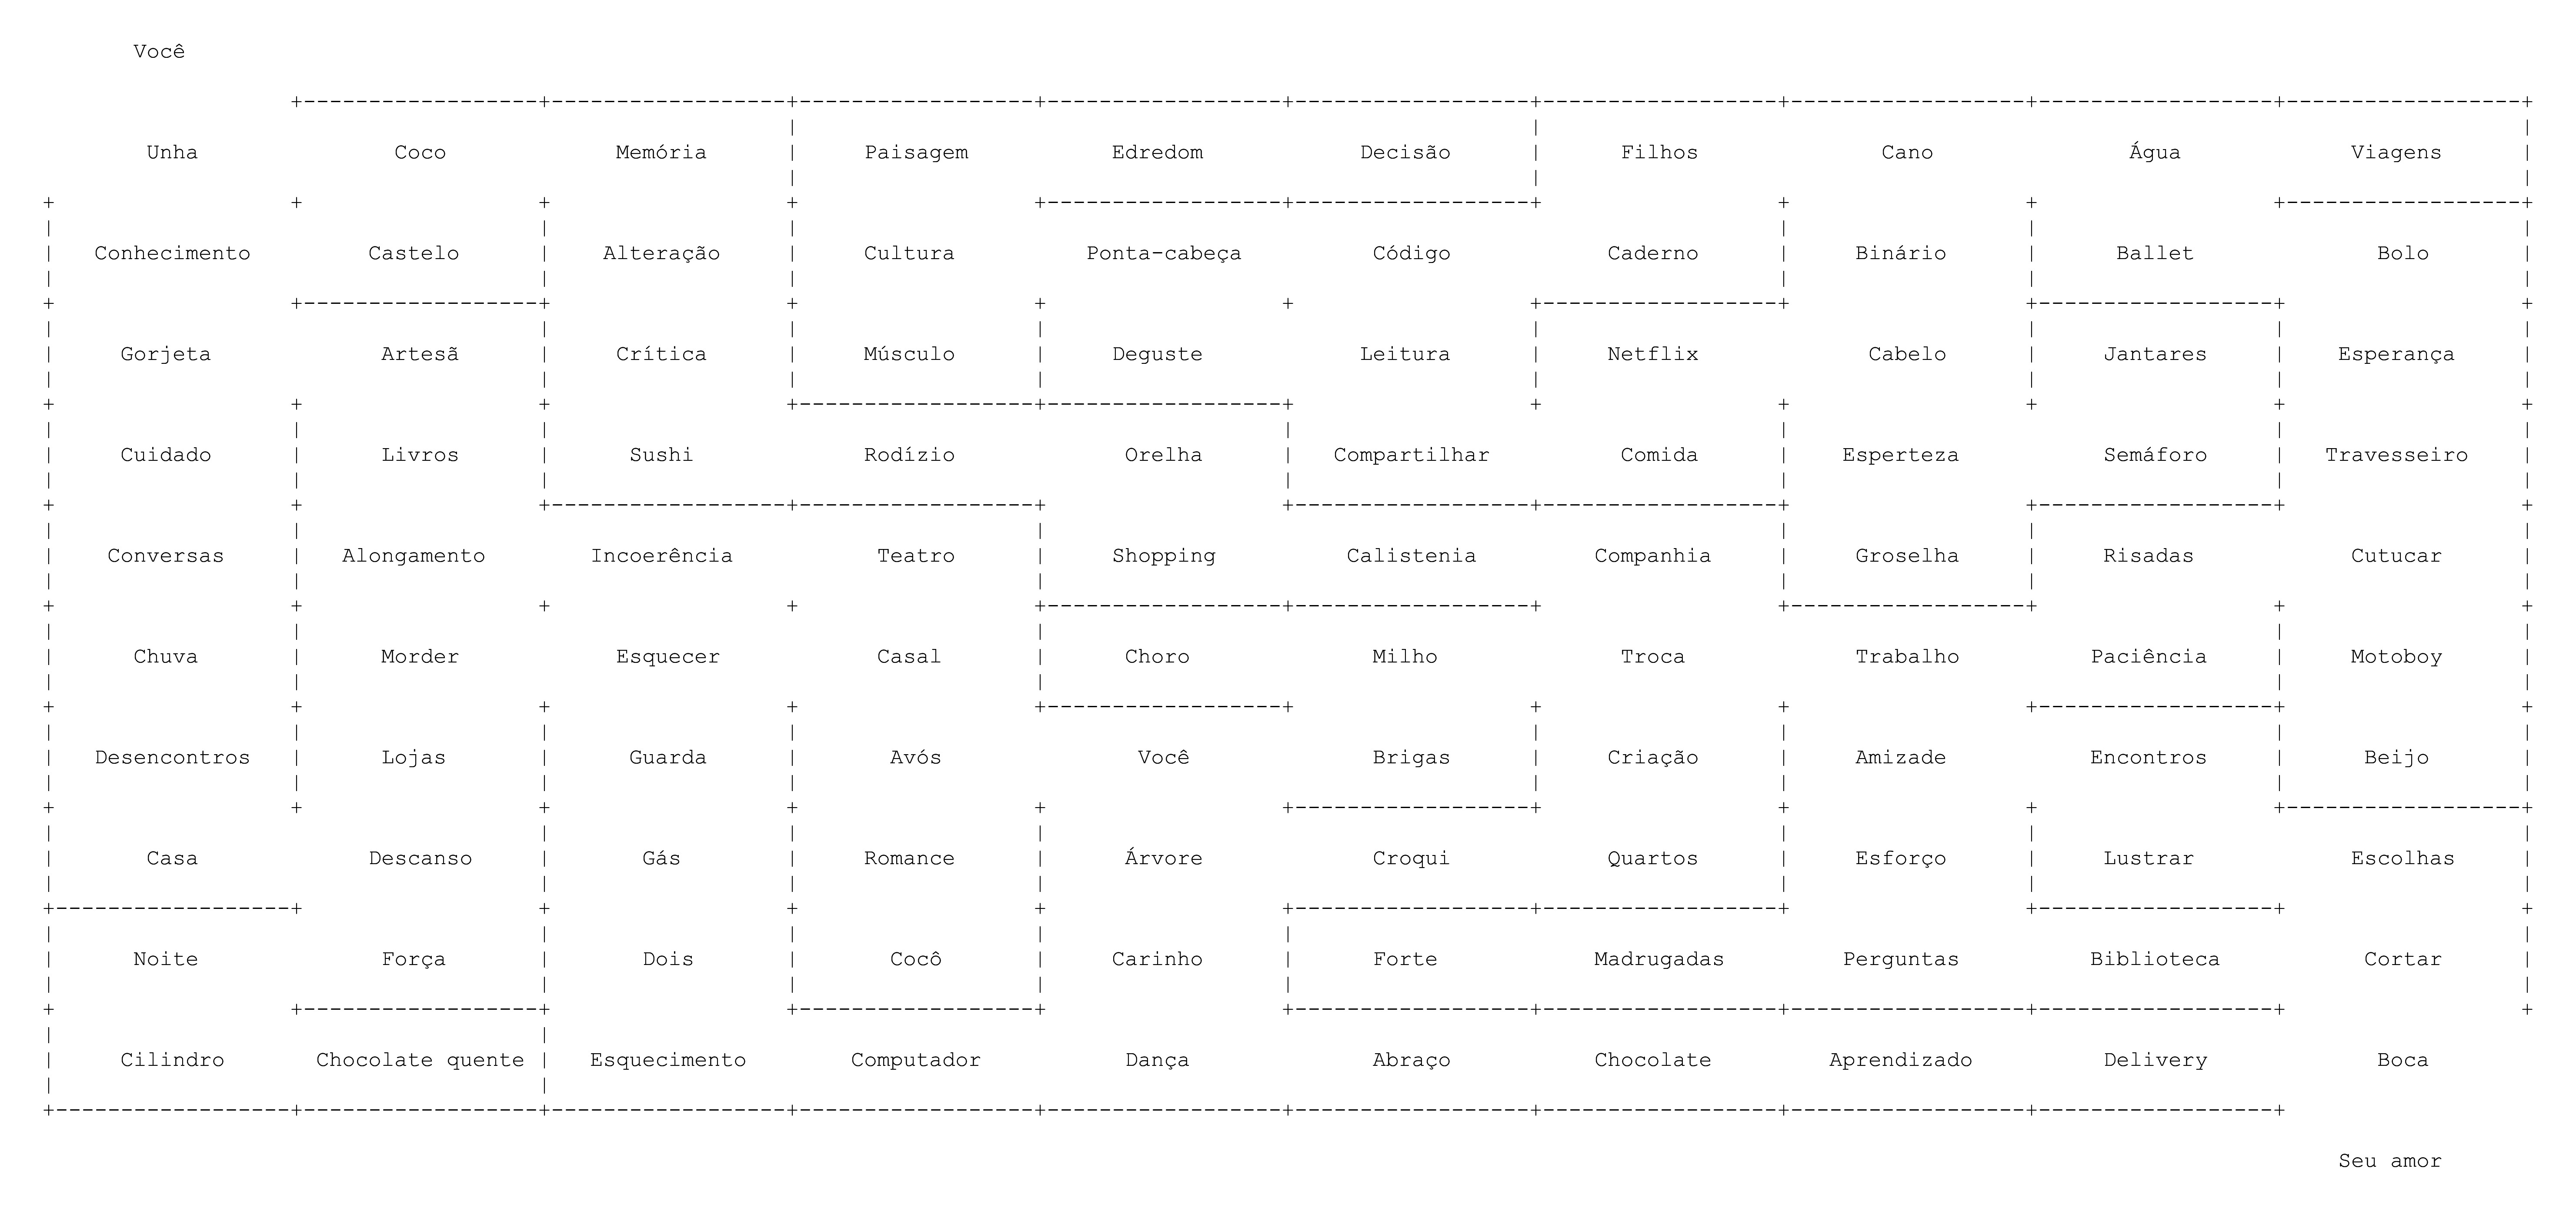 Você
Unha Coco Memória Paisagem Edredom Decisão Filhos Cano Água Viagens
Conhecimento Castelo Alteração Cultura Ponta-cabeça Código Caderno Binário Ballet Bolo
Gorjeta Artesã Crítica Músculo Deguste Leitura Netflix Cabelo Jantares Esperança
Cuidado Livros Sushi Rodízio Orelha Compartilhar Comida Esperteza Semáforo Travesseiro
Conversas Alongamento Incoerência Teatro Shopping Calistenia Companhia Groselha Risadas Cutucar
Chuva Morder Esquecer Casal Choro Milho Troca Trabalho Paciência Motoboy
Desencontros Lojas Guarda Avós Você Brigas Criação Amizade Encontros Beijo
Casa Descanso Gás Romance Árvore Croqui Quartos Esforço Lustrar Escolhas
Noite Força Dois Cocô Carinho Forte Madrugadas Perguntas Biblioteca Cortar
Cilindro Chocolate quente Esquecimento Computador Dança Abraço Chocolate Aprendizado Delivery Boca
Seu amor